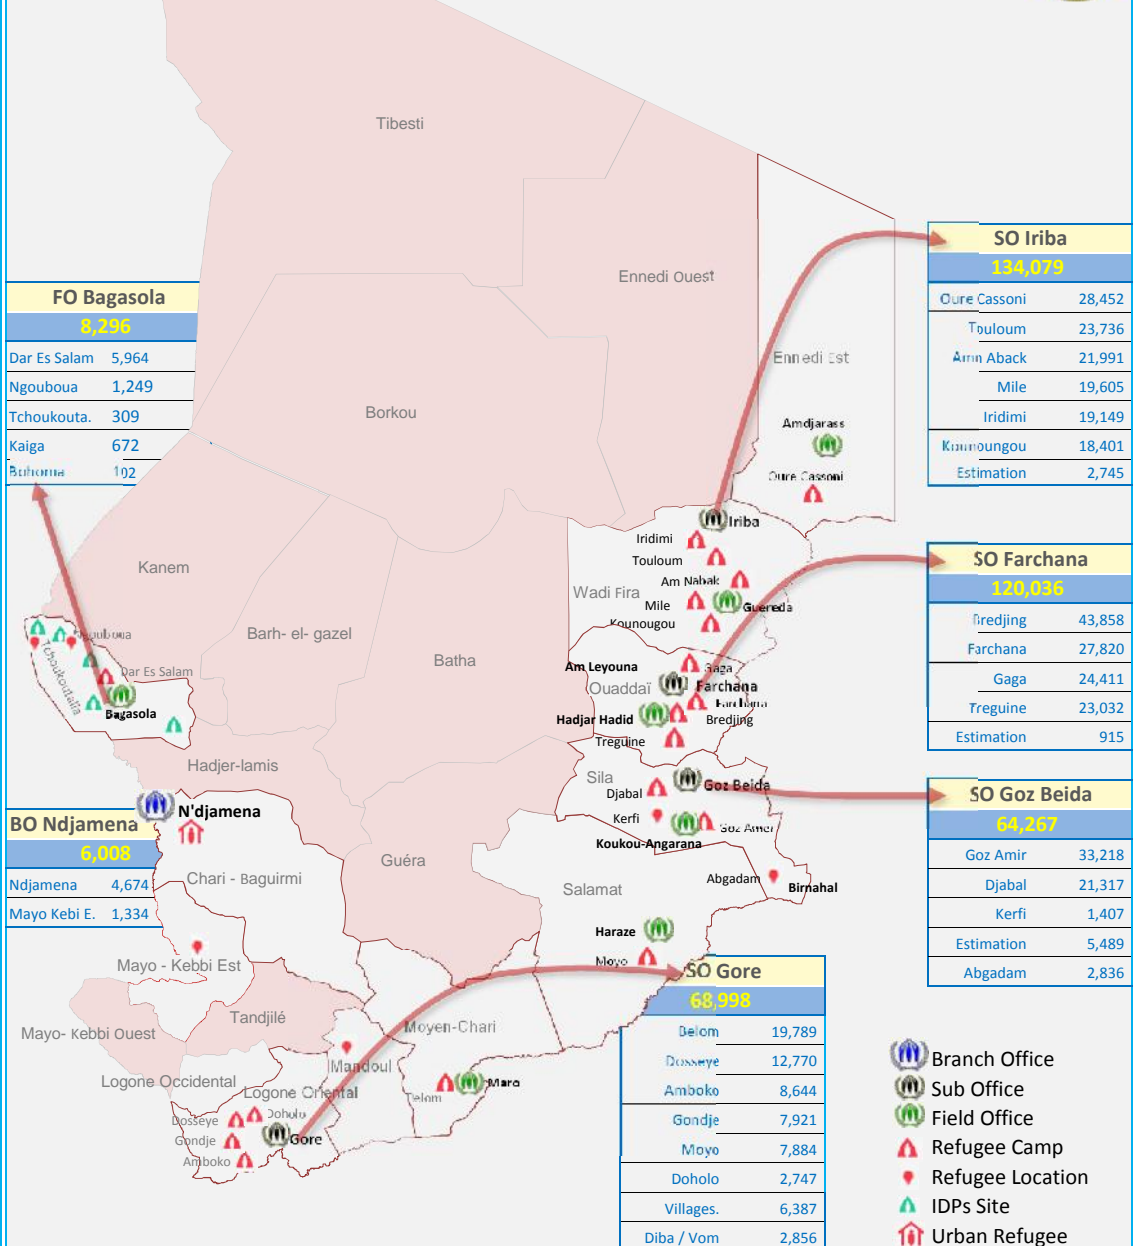 Tibesti
Ennedi Ouest
Ennedi Est
Borkou
Kanem
Barh- el- gazel
Batha
Wadi Fira
Ouaddaï
Sila
Hadjer-lamis
Guéra
Chari - Baguirmi
Salamat
Mayo - Kebbi Est
Mayo- Kebbi Ouest
Tandjilé
Logone Occidental
Logone Oriental
Mandoul
Moyen-Chari
FO Bagasola
8,296
Dar Es Salam 5,964
Ngouboua 1,249
Tchoukouta. 309
Kaiga 672
Bohoma 102
SO Iriba
134,079
Oure Cassoni 28,452
Touloum 23,736
Amn Aback 21,991
Mile 19,605
Iridimi 19,149
Kounoungou 18,401
Estimation 2,745
SO Farchana
120,036
Bredjing 43,858
Farchana 27,820
Gaga 24,411
Treguine 23,032
Estimation 915
SO Goz Beida
64,267
Goz Amir 33,218
Djabal 21,317
Kerfi 1,407
Estimation 5,489
Abgadam 2,836
BO Ndjamena
6,008
Ndjamena 4,674
Mayo Kebi E. 1,334
SO Gore
68,998
Belom 19,789
Dosseye 12,770
Amboko 8,644
Gondje 7,921
Moyo 7,884
Doholo 2,747
Villages. 6,387
Diba / Vom 2,856
Amdjarass
Oure Cassoni
Iriba
Iridimi
Touloum
Am Nabak
Mile
Guereda
Kounougou
Am Leyouna
Gaga
Farchana
Farchana
Hadjar Hadid
Bredjing
Treguine
Goz Beida
Djabal
Kerfi
Goz Amer
Koukou-Angarana
Abgadam
Birnahal
Haraze
Moyo
Ngouboua
Tchoukoutalia
Dar Es Salam
Bagasola
N'djamena
Maro
Belom
Dosseye
Doholo
Gondje
Gore
Amboko
Branch Office
Sub Office
Field Office
Refugee Camp
Refugee Location
IDPs Site
Urban Refugee